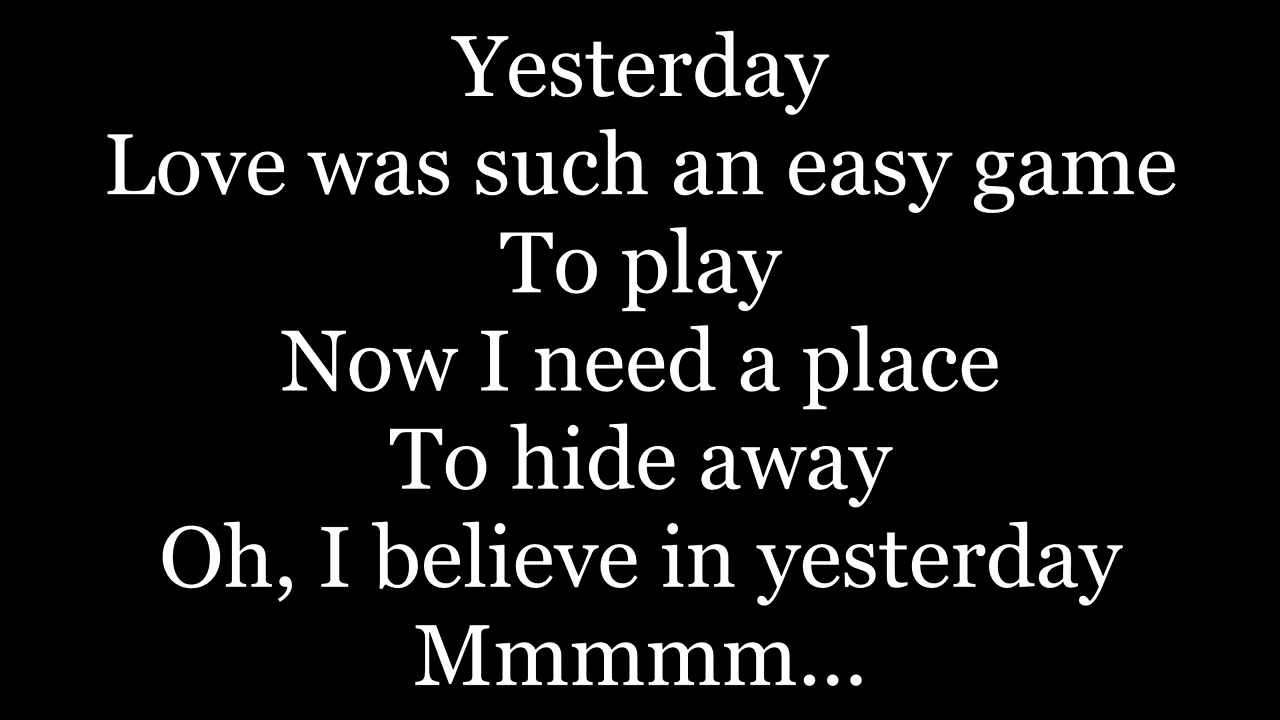 Yesterday
Love was such an easy game
To play
Now I need a place
To hide away
Oh, I believe in yesterday
Mmmmm...